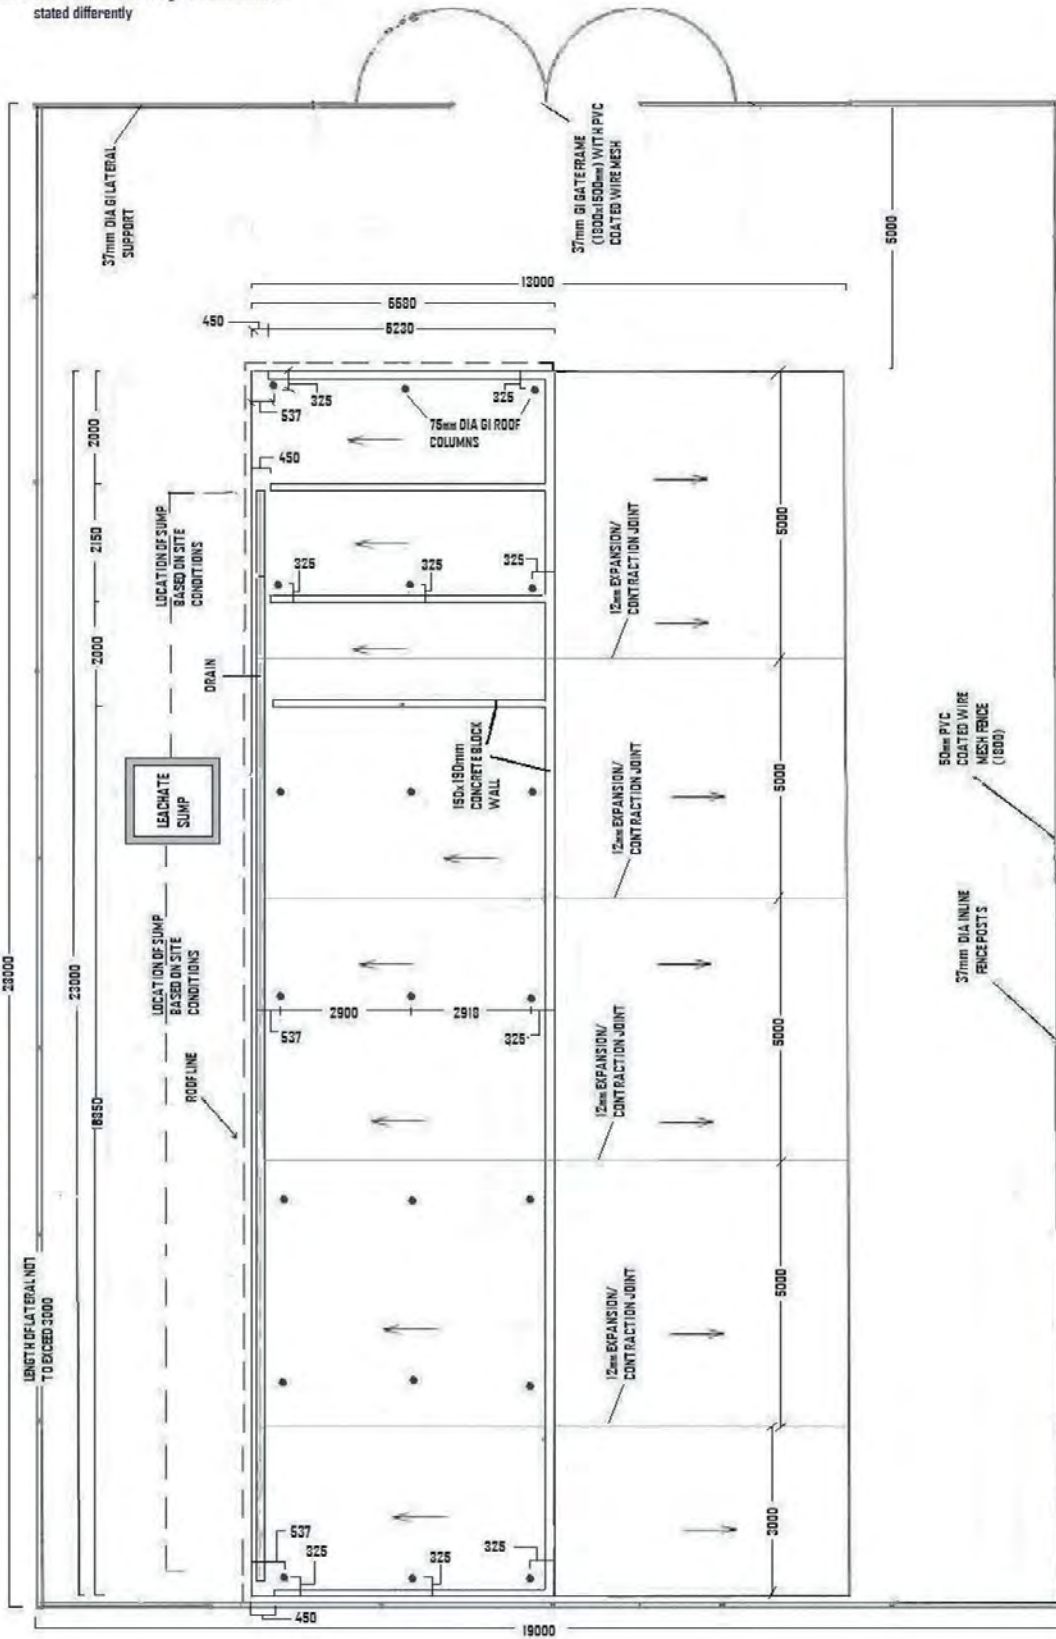 stated differently
37mm DIA GI LATERAL
SUPPORT
37mm GI GATE FRAME
(1800x1500mm) WITH PVC
COATED WIRE MESH
5000
12000
6680
6230
450
325
325
537
75mm DIA GI ROOF
COLUMNS
450
2000
2150
2000
LOCATION OF SUMP
BASED ON SITE
CONDITIONS
325
325
325
12mm EXPANSION/
CONTRACTION JOINT
5000
DRAIN
LEACHATE
SUMP
150x190mm
CONCRETE BLOCK
WALL
12mm EXPANSION/
CONTRACTION JOINT
5000
50mm PVC
COATED WIRE
MESH FENCE
(1800)
37mm DIA INLINE
FENCE POSTS
28000
23000
18850
LOCATION OF SUMP
BASED ON SITE
CONDITIONS
ROOF LINE
2900
2918
537
325
12mm EXPANSION/
CONTRACTION JOINT
5000
LENGTH OF LATERAL NOT
TO EXCEED 3000
12mm EXPANSION/
CONTRACTION JOINT
5000
3000
537
325
325
325
450
19000